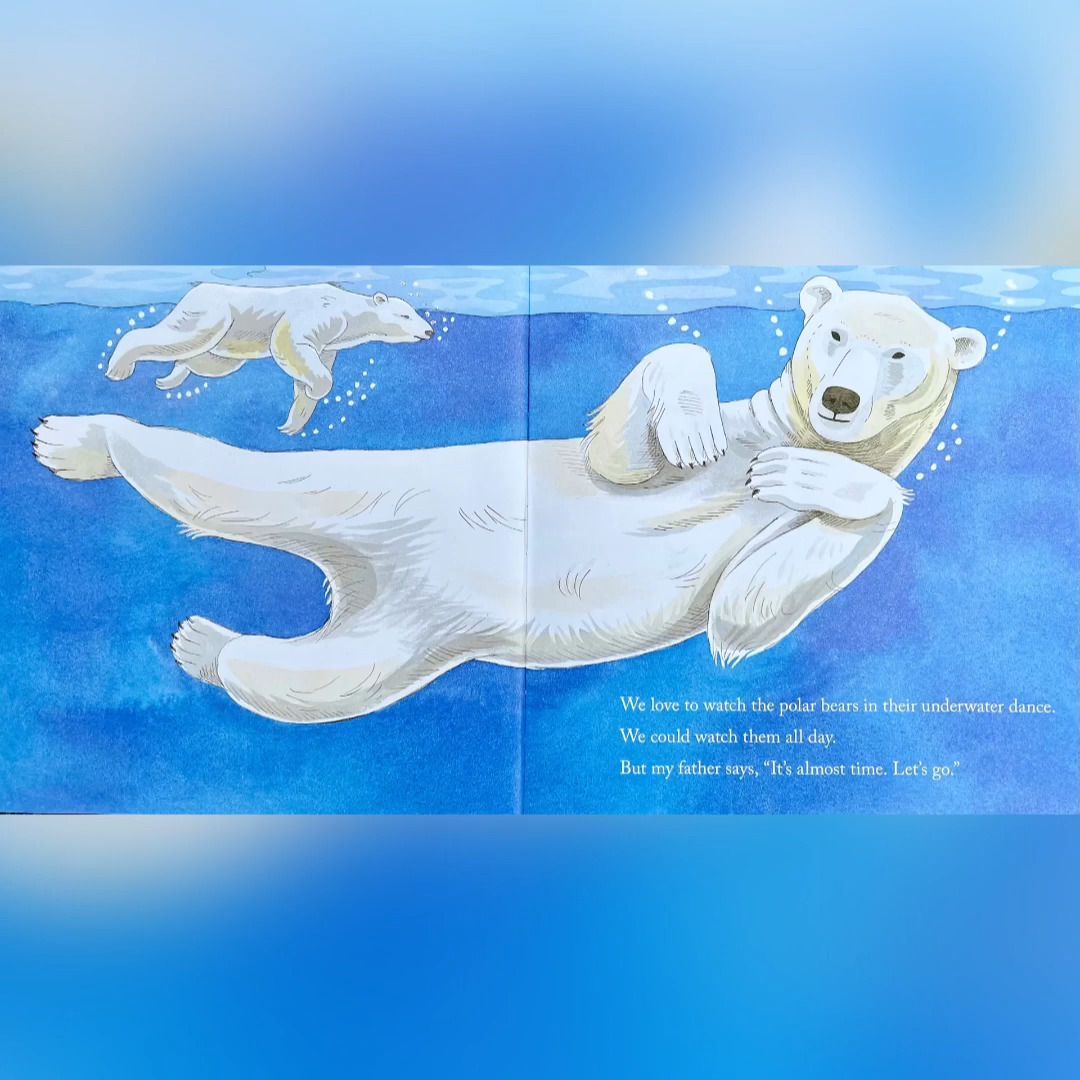 We love to watch the polar bears in their underwater dance.
We could watch them all day.
But my father says, “It’s almost time. Let’s go.”